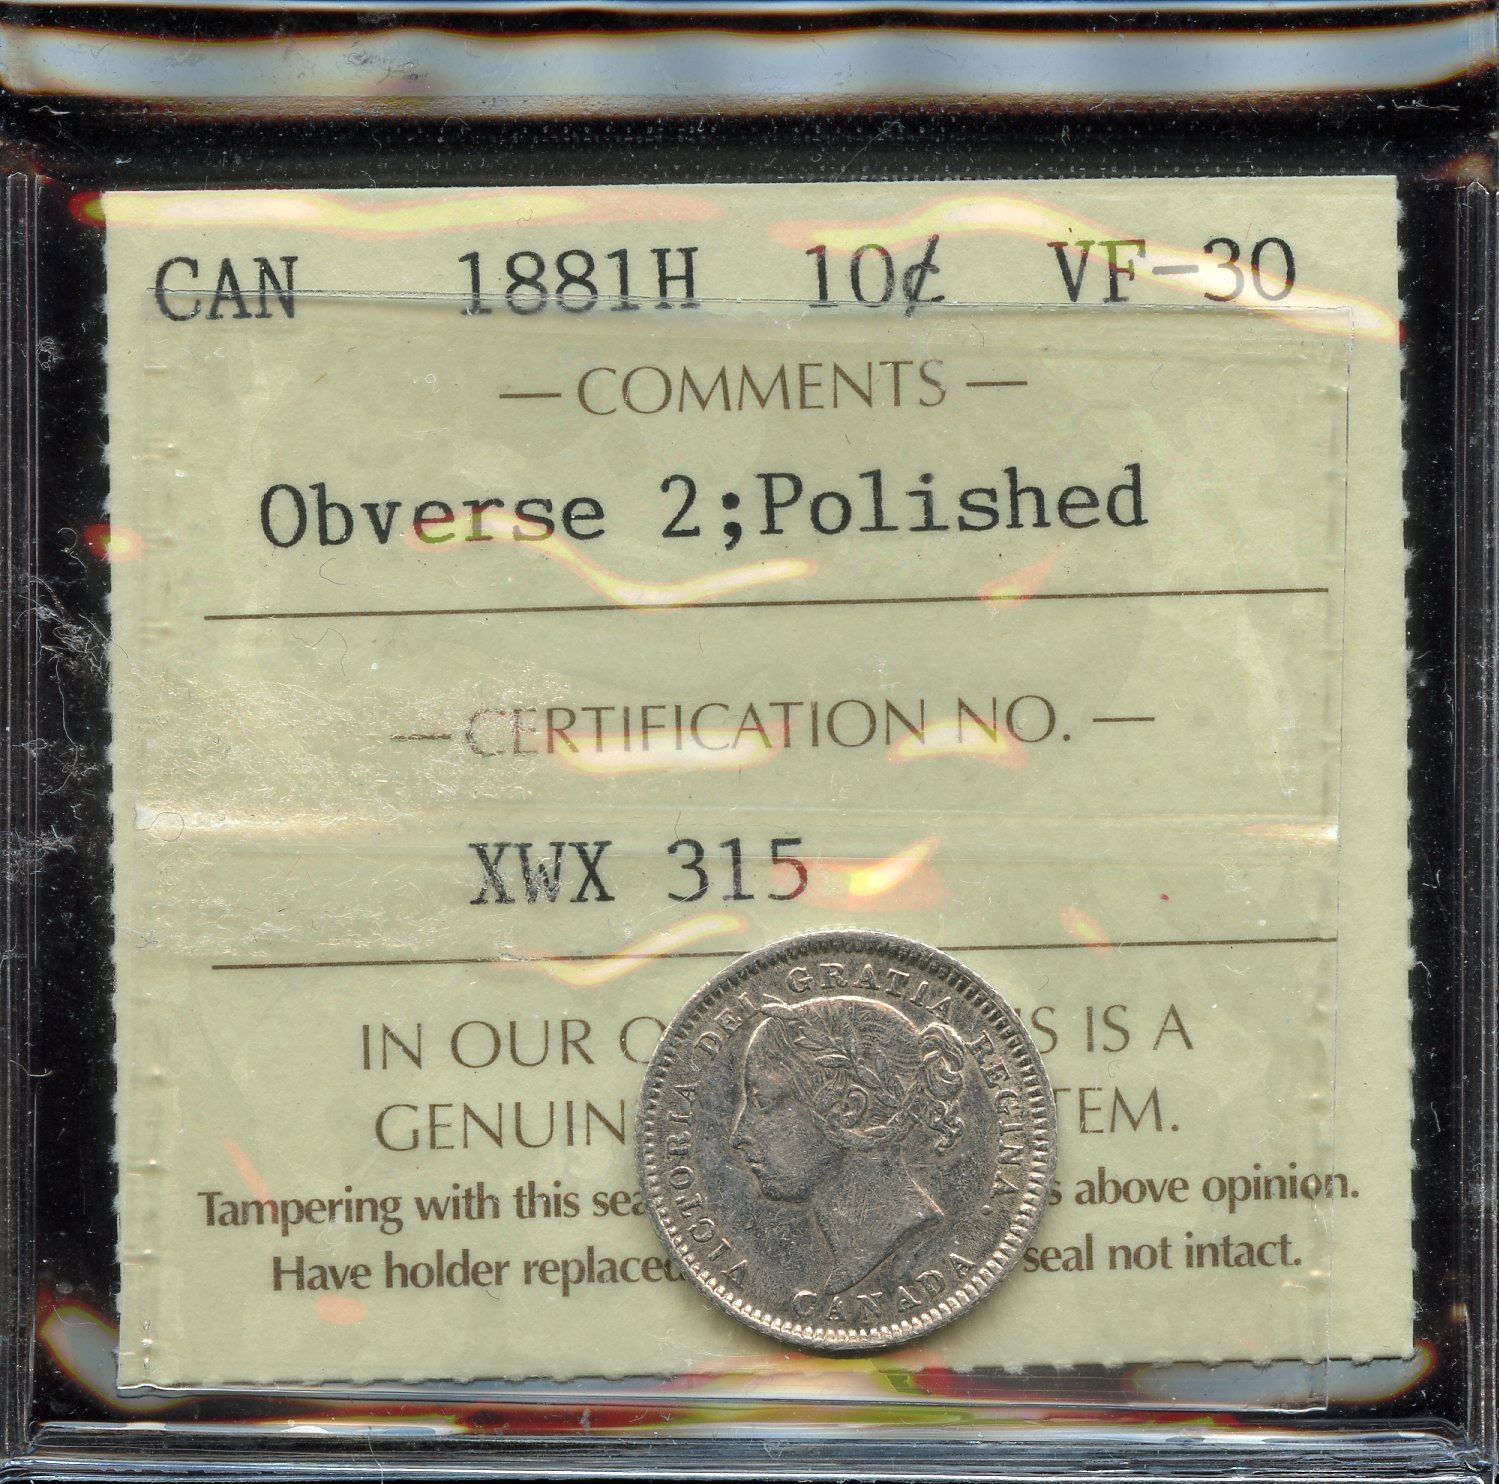 CAN 1881H 10¢ VF-30
— COMMENTS —
Obverse 2;Polished
— CERTIFICATION NO. —
XWX 315
IN OUR S IS A
GENUIN TEM.
Tampering with this sea s above opinion.
Have holder replaced seal not intact.
VICTORIA DEI GRATIA REGINA.
CANADA